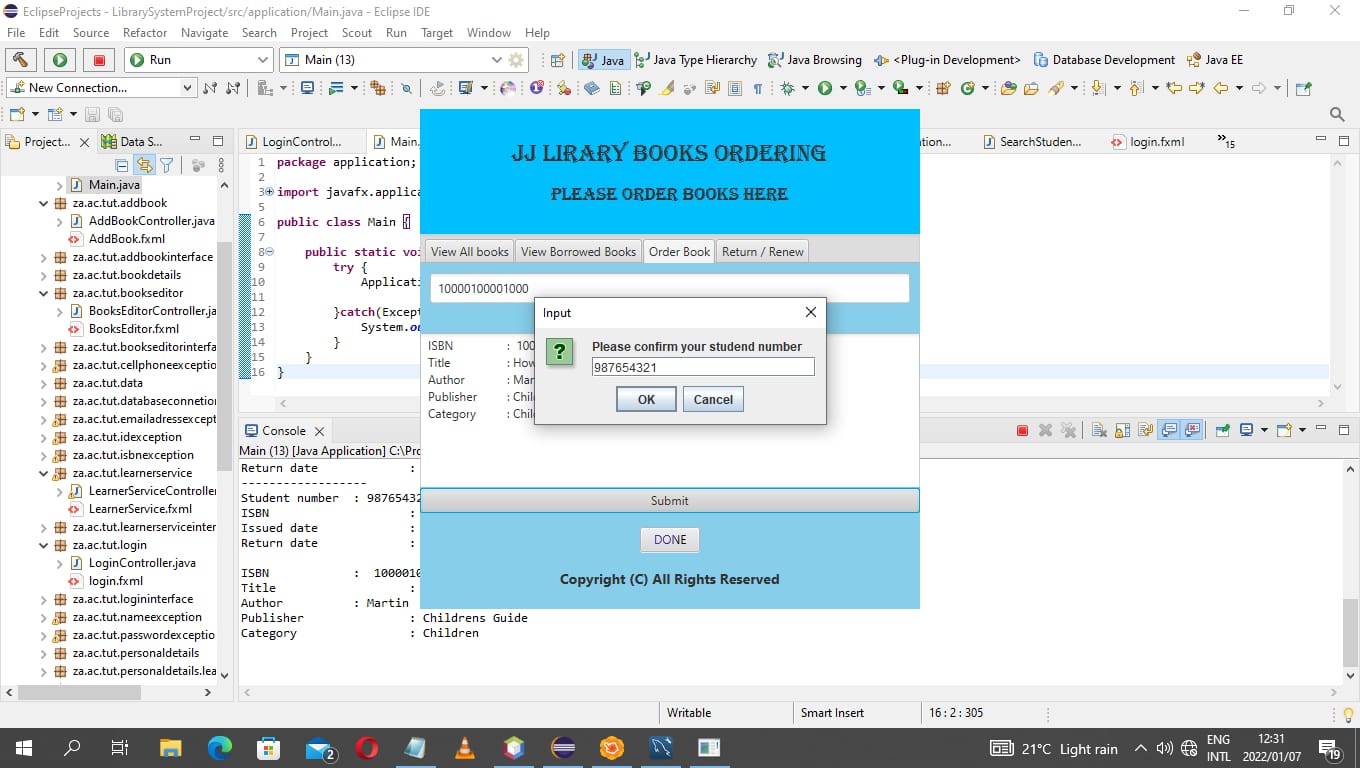 EclipseProjects - LibrarySystemProject/src/application/Main.java - Eclipse IDE
File Edit Source Refactor Navigate Search Project Scout Run Target Window Help
Run Main (13) Java Java Type Hierarchy Java Browsing <Plug-in Development> Database Development Java EE
New Connection...
Project... Data S... LoginControl... Main. tion... SearchStuden... login.fxml »15
Main.java
za.ac.tut.addbook
AddBookController.java
AddBook.fxml
za.ac.tut.addbookinterface
za.ac.tut.bookdetails
za.ac.tut.bookseditor
BooksEditorController.ja
BooksEditor.fxml
za.ac.tut.bookseditorinterfa
za.ac.tut.cellphoneexceptio
za.ac.tut.data
za.ac.tut.databaseconnetion
za.ac.tut.emailaddressexcept
za.ac.tut.idexception
za.ac.tut.isbnexception
za.ac.tut.learnerservice
LearnerServiceController
LearnerService.fxml
za.ac.tut.learnerserviceinter
za.ac.tut.login
LoginController.java
login.fxml
za.ac.tut.logininterface
za.ac.tut.nameexception
za.ac.tut.passwordexceptio
za.ac.tut.personaldetails
za.ac.tut.personaldetails.lea
1 package application;
2
3 import javafx.applica
5
6 public class Main {
7
8 public static voi
9 try {
10 Applicati
11
12 }catch(Except
13 System.ou
14 }
15 }
16 }
JJ LIRARY BOOKS ORDERING
PLEASE ORDER BOOKS HERE
View All books View Borrowed Books Order Book Return / Renew
10000100001000
Input
Please confirm your studend number
987654321
OK Cancel
ISBN : 100
Title : How
Author : Mar
Publisher : Chil
Category : Chil
Submit
DONE
Copyright (C) All Rights Reserved
Console
Main (13) [Java Application] C:\Pro
Return date :
------------------
Student number : 98765432
ISBN :
Issued date :
Return date :
ISBN : 1000010
Title :
Author : Martin
Publisher : Childrens Guide
Category : Children
Writable Smart Insert 16 : 2 : 305
2 21°C Light rain ENG INTL 12:31 2022/01/07 19